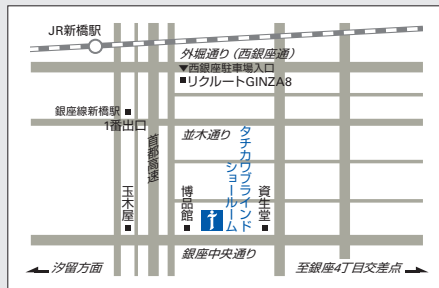 JR新橋駅
外堀通り（西銀座通）
▼西銀座駐車場入口
■リクルートGINZA8
銀座線新橋駅■
1番出口
並木通り
首都高速
タチカワブラインド
ショールーム
玉木屋
博品館
資生堂
銀座中央通り
汐留方面
至銀座4丁目交差点